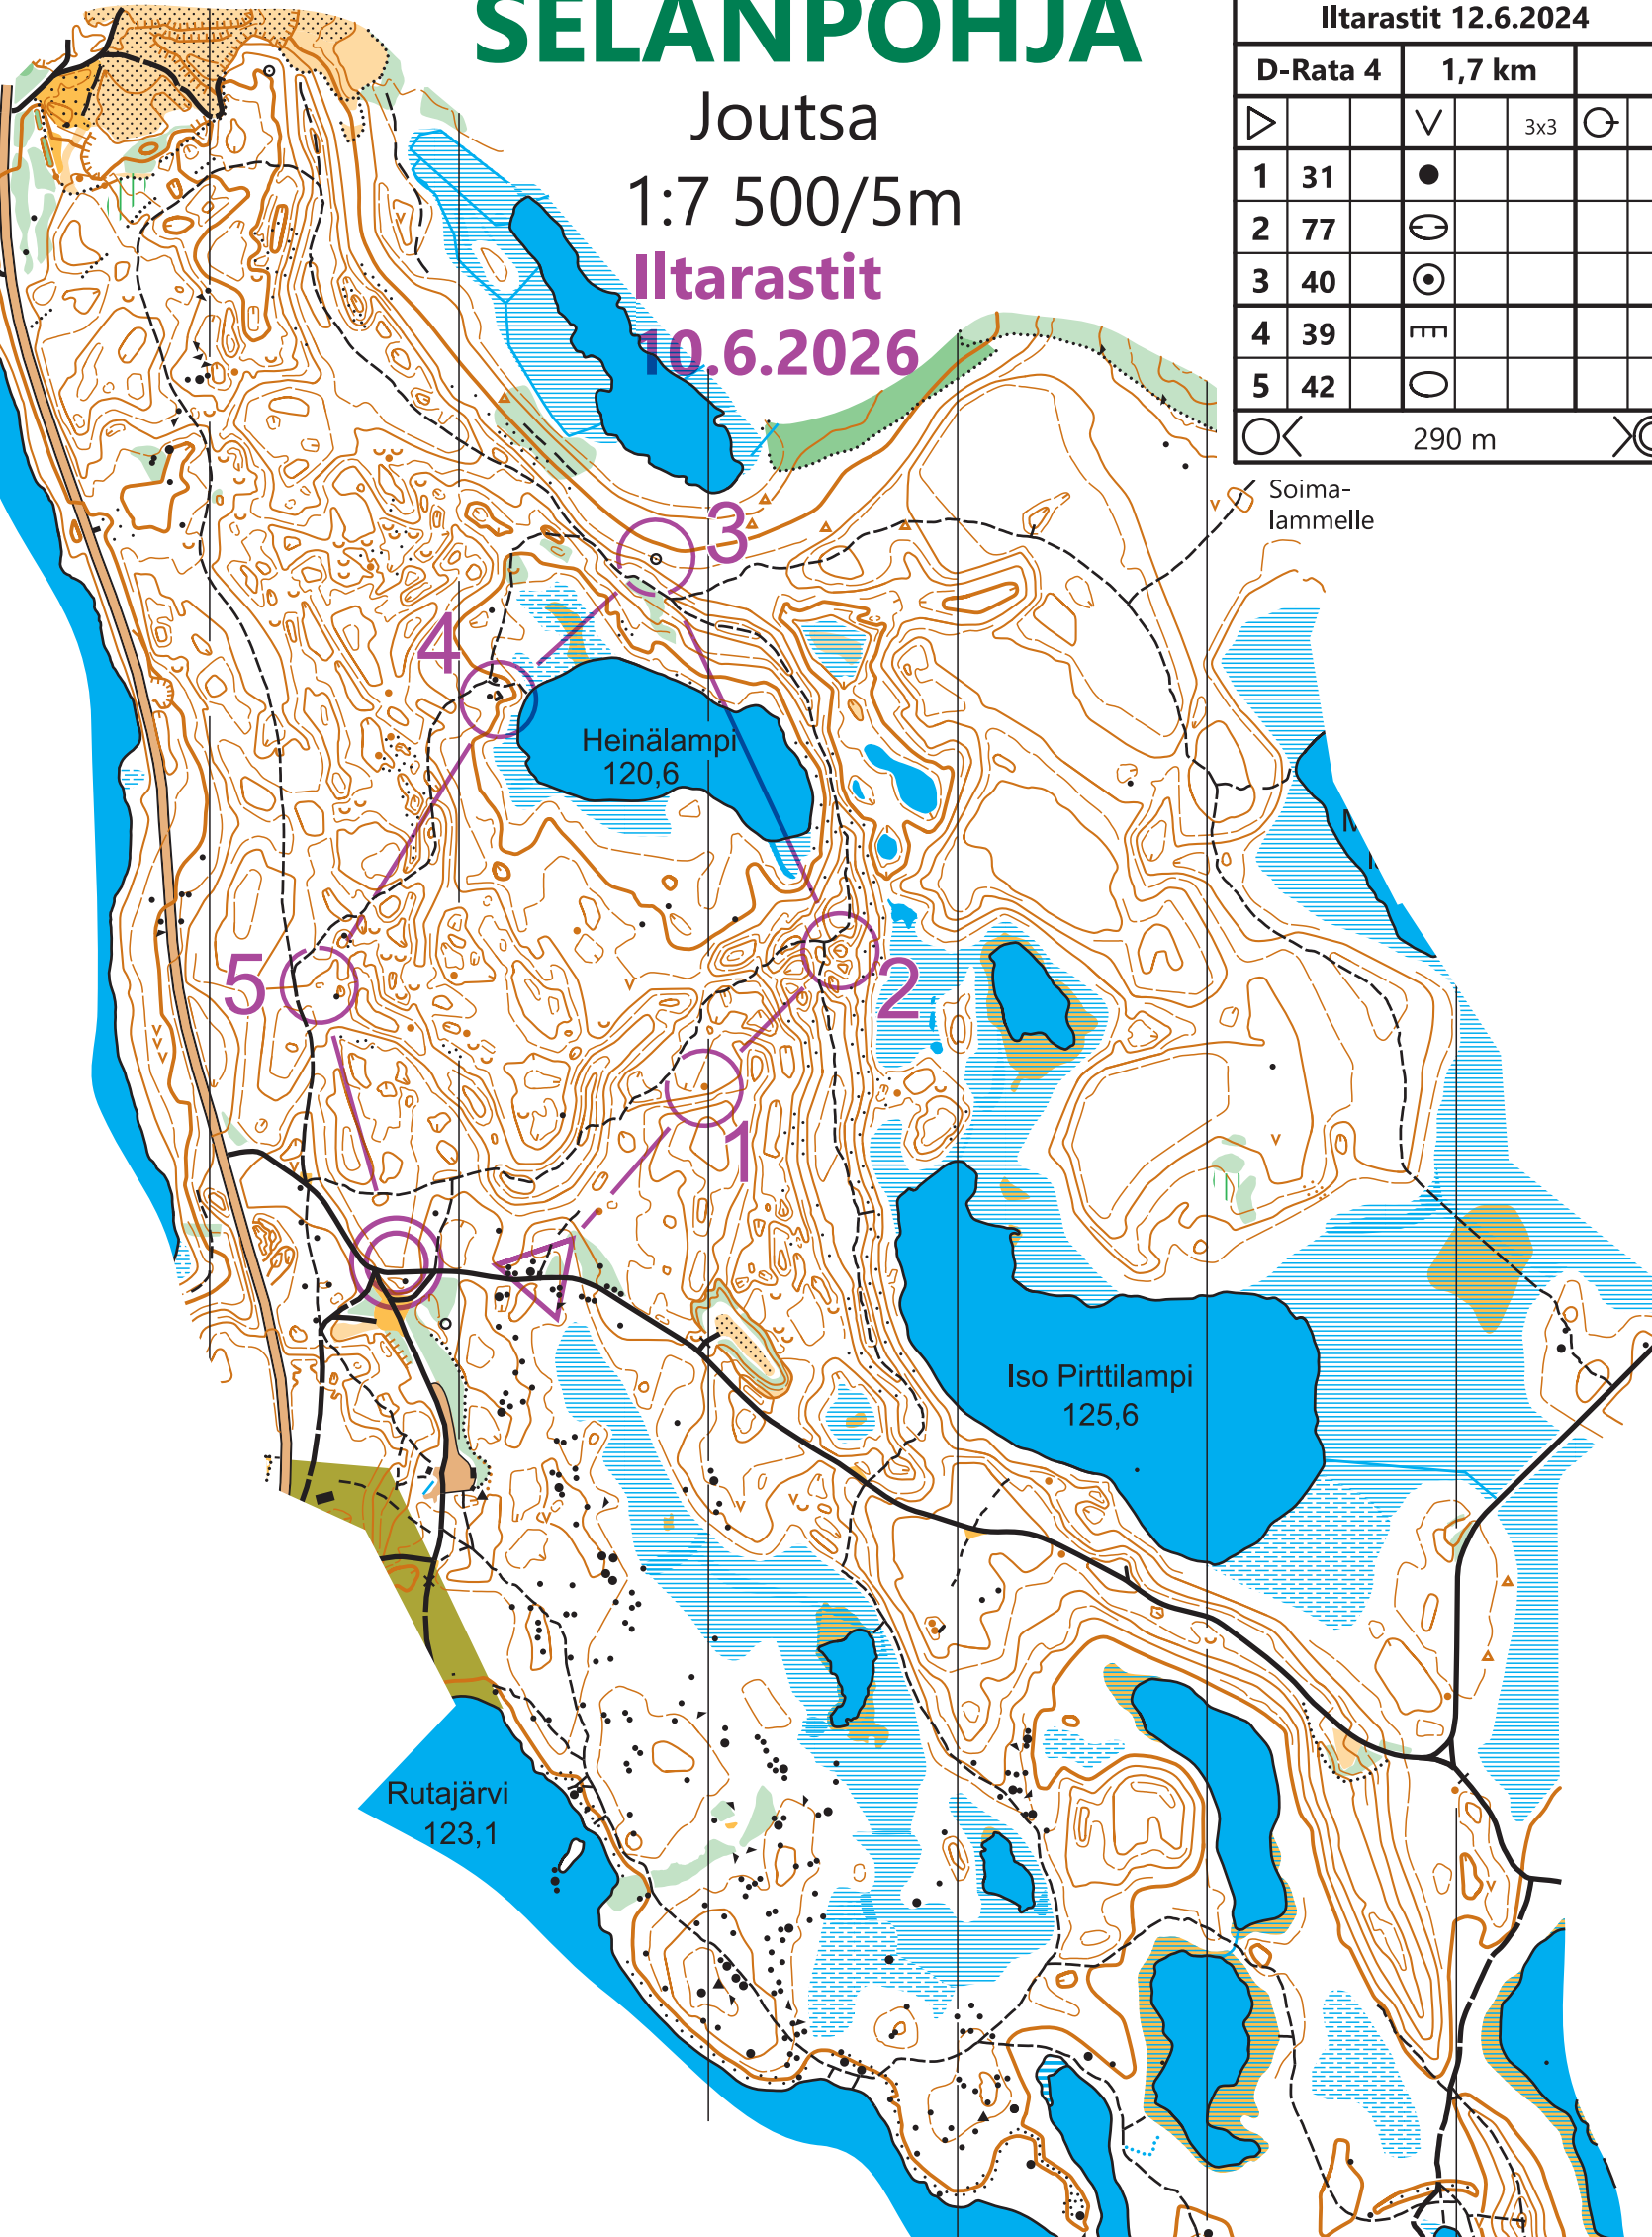 SELÄNPOHJA
Joutsa
1:7 500/5m
Iltarastit
10.6.2026
Iltarastit 12.6.2024
D-Rata 4 1,7 km
3x3
1 31
2 77
3 40
4 39
5 42
290 m
Soima-
lammelle
3
4
Heinälampi
120,6
5
2
1
Iso Pirttilampi
125,6
Rutajärvi
123,1